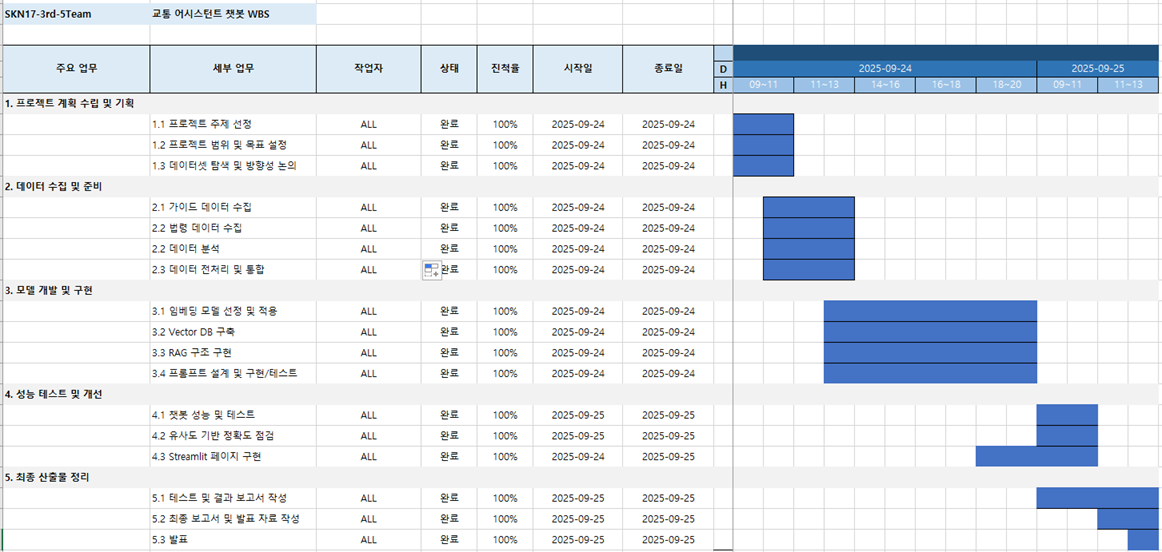 SKN17-3rd-5Team 교통 어시스턴트 챗봇 WBS
주요 업무 세부 업무 작업자 상태 진척율 시작일 종료일 D 2025-09-24 2025-09-25
H 09~11 11~13 14~16 16~18 18~20 09~11 11~13
1. 프로젝트 계획 수립 및 기획
1.1 프로젝트 주제 선정 ALL 완료 100% 2025-09-24 2025-09-24
1.2 프로젝트 범위 및 목표 설정 ALL 완료 100% 2025-09-24 2025-09-24
1.3 데이터셋 탐색 및 방향성 논의 ALL 완료 100% 2025-09-24 2025-09-24
2. 데이터 수집 및 준비
2.1 가이드 데이터 수집 ALL 완료 100% 2025-09-24 2025-09-24
2.2 법령 데이터 수집 ALL 완료 100% 2025-09-24 2025-09-24
2.2 데이터 분석 ALL 완료 100% 2025-09-24 2025-09-24
2.3 데이터 전처리 및 통합 ALL 완료 100% 2025-09-24 2025-09-24
3. 모델 개발 및 구현
3.1 임베딩 모델 선정 및 적용 ALL 완료 100% 2025-09-24 2025-09-24
3.2 Vector DB 구축 ALL 완료 100% 2025-09-24 2025-09-24
3.3 RAG 구조 구현 ALL 완료 100% 2025-09-24 2025-09-24
3.4 프롬프트 설계 및 구현/테스트 ALL 완료 100% 2025-09-24 2025-09-24
4. 성능 테스트 및 개선
4.1 챗봇 성능 및 테스트 ALL 완료 100% 2025-09-25 2025-09-25
4.2 유사도 기반 정확도 점검 ALL 완료 100% 2025-09-25 2025-09-25
4.3 Streamlit 페이지 구현 ALL 완료 100% 2025-09-24 2025-09-25
5. 최종 산출물 정리
5.1 테스트 및 결과 보고서 작성 ALL 완료 100% 2025-09-25 2025-09-25
5.2 최종 보고서 및 발표 자료 작성 ALL 완료 100% 2025-09-25 2025-09-25
5.3 발표 ALL 완료 100% 2025-09-25 2025-09-25